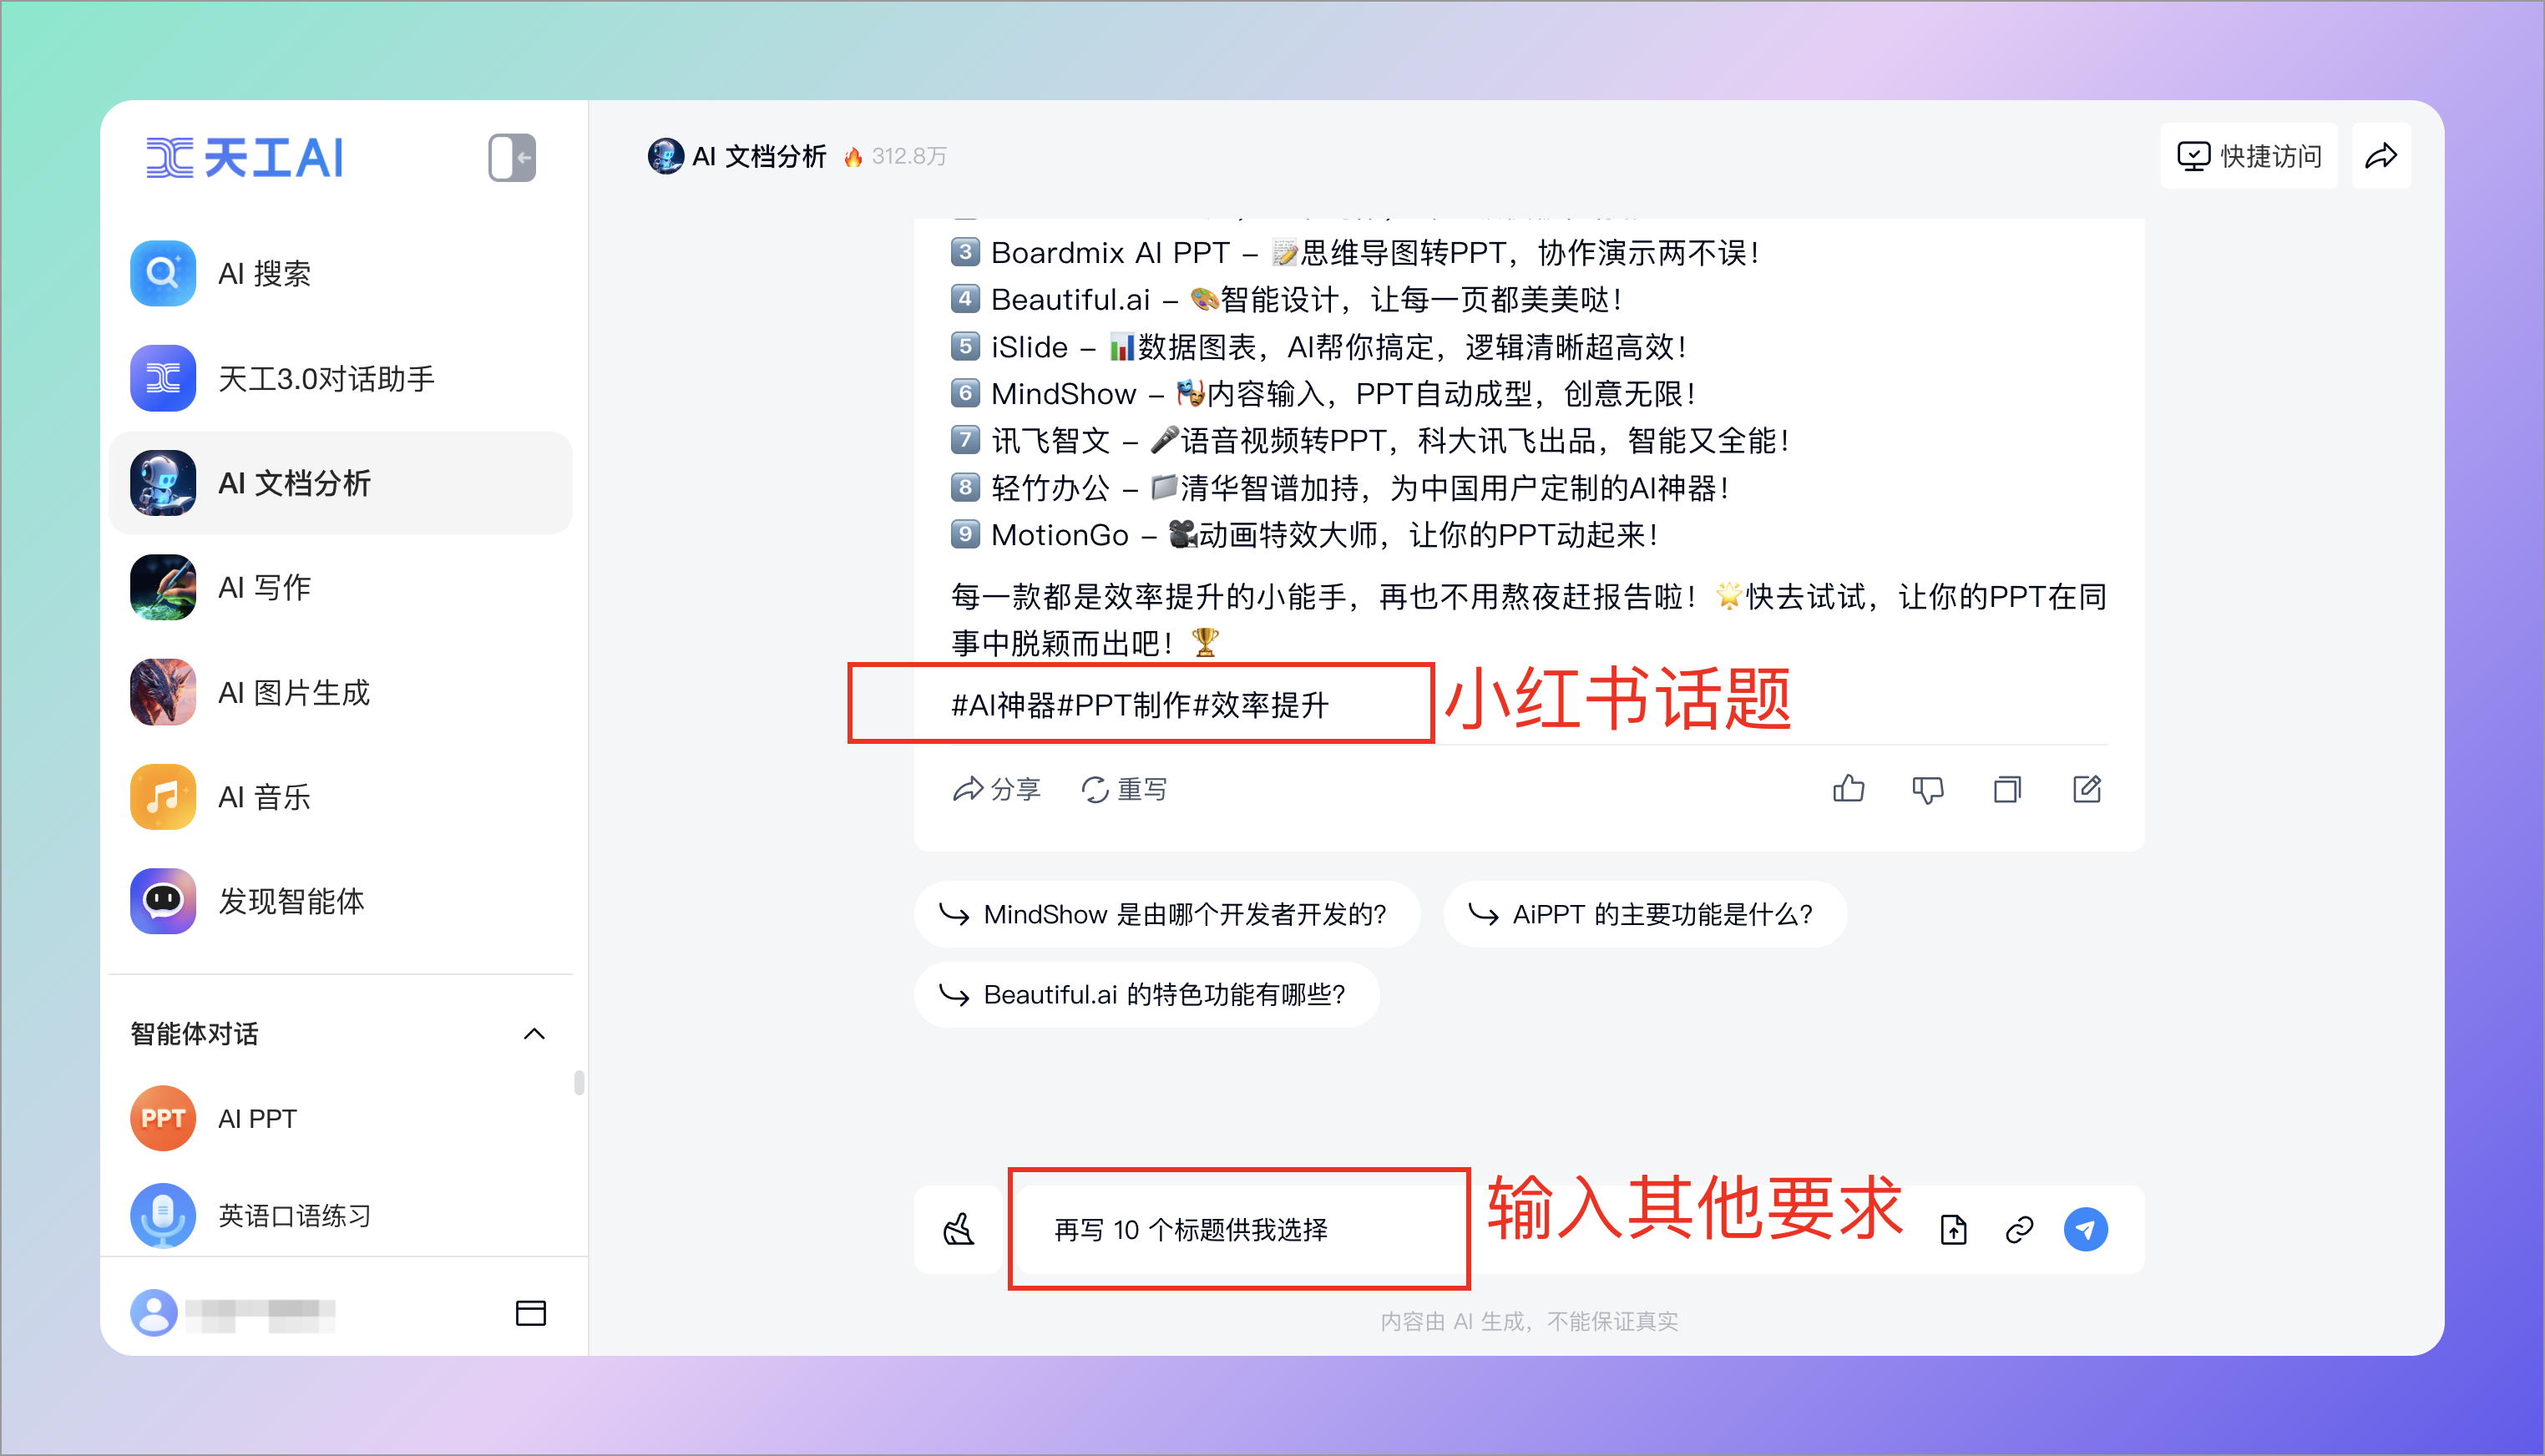 天工AI
AI 搜索
天工3.0对话助手
AI 文档分析
AI 写作
AI 图片生成
AI 音乐
发现智能体
智能体对话
PPT
AI PPT
英语口语练习
AI 文档分析 🔥 312.8万
快捷访问
3️⃣ Boardmix AI PPT – 📝思维导图转PPT，协作演示两不误！
4️⃣ Beautiful.ai – 🎨智能设计，让每一页都美美哒！
5️⃣ iSlide – 📊数据图表，AI帮你搞定，逻辑清晰超高效！
6️⃣ MindShow – 🎭内容输入，PPT自动成型，创意无限！
7️⃣ 讯飞智文 – 🎤语音视频转PPT，科大讯飞出品，智能又全能！
8️⃣ 轻竹办公 – 📁清华智谱加持，为中国用户定制的AI神器！
9️⃣ MotionGo – 🎥动画特效大师，让你的PPT动起来！
每一款都是效率提升的小能手，再也不用熬夜赶报告啦！🌟快去试试，让你的PPT在同
事中脱颖而出吧！🏆
#AI神器#PPT制作#效率提升
小红书话题
分享 重写
MindShow 是由哪个开发者开发的?
AiPPT 的主要功能是什么?
Beautiful.ai 的特色功能有哪些?
再写 10 个标题供我选择
输入其他要求
内容由 AI 生成，不能保证真实